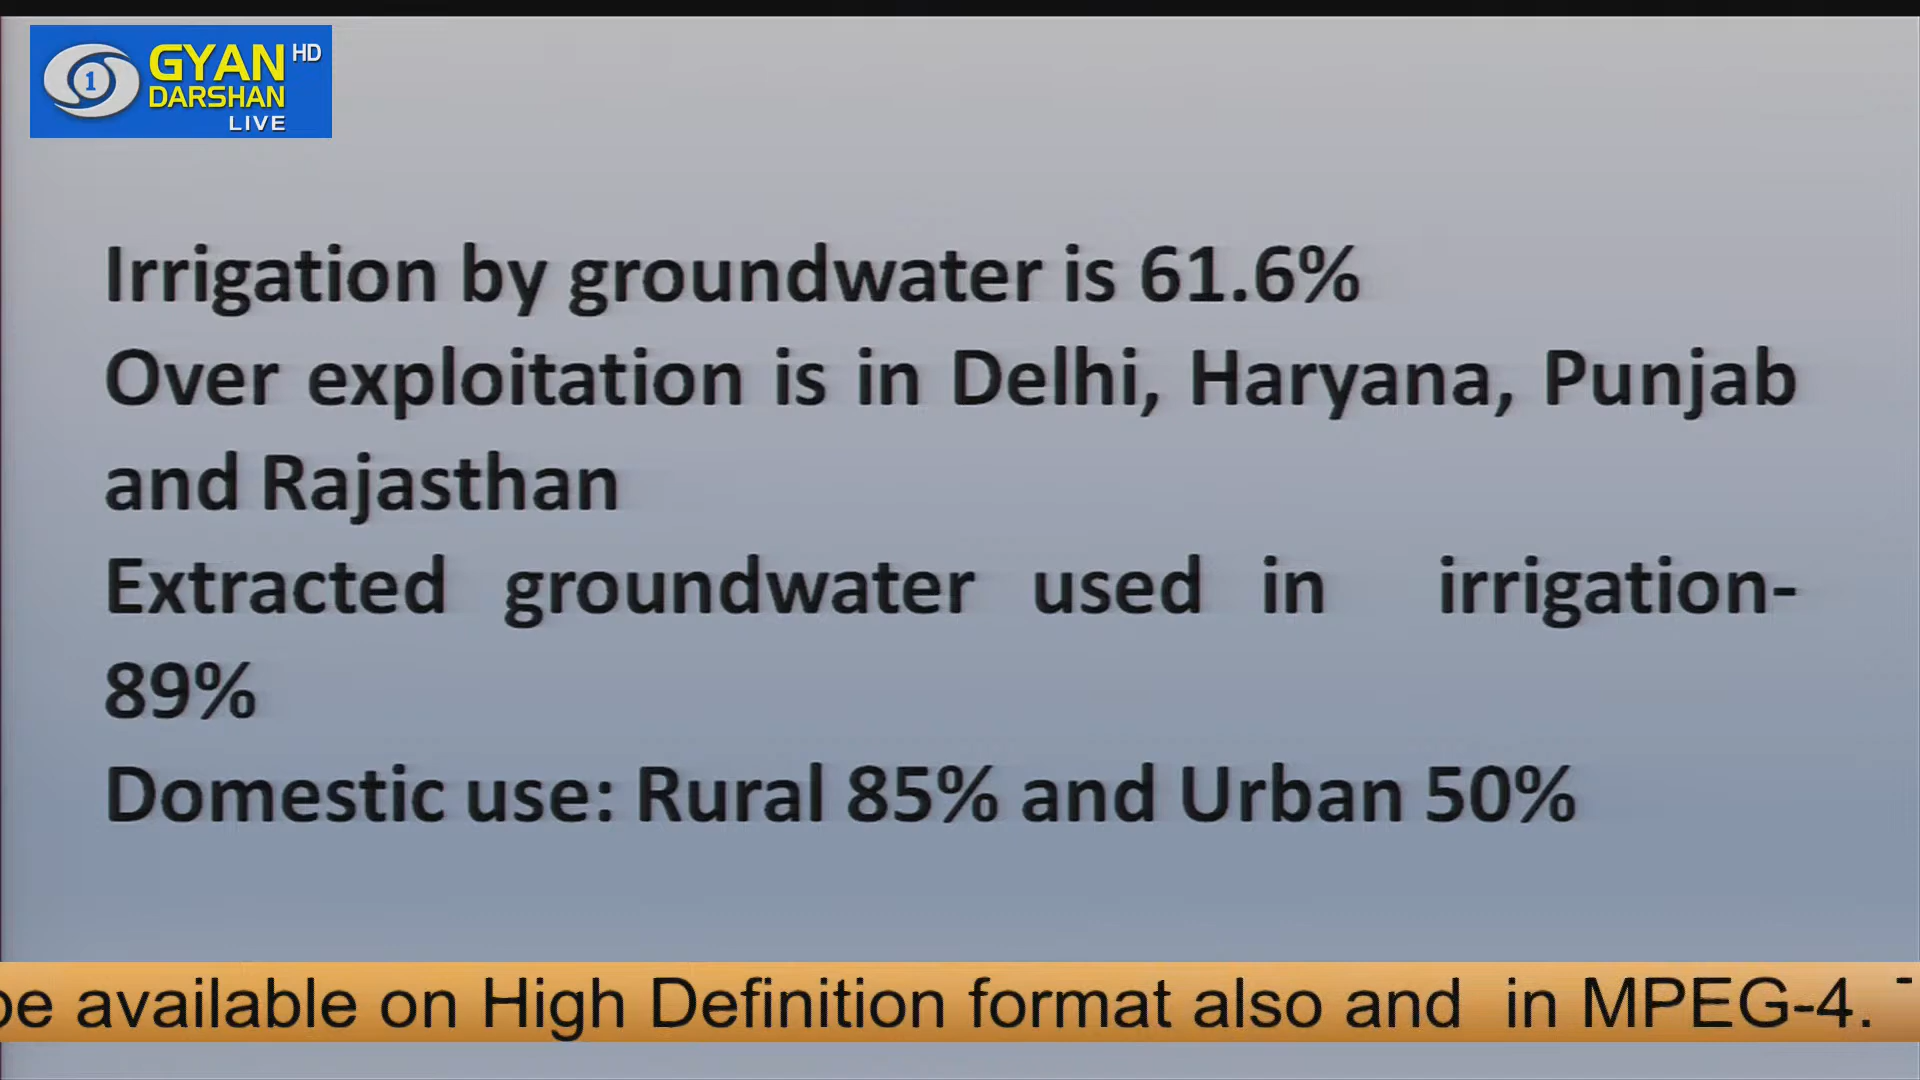 GYAN HD
DARSHAN
LIVE
1
Irrigation by groundwater is 61.6%
Over exploitation is in Delhi, Haryana, Punjab
and Rajasthan
Extracted groundwater used in irrigation-
89%
Domestic use: Rural 85% and Urban 50%
be available on High Definition format also and in MPEG-4.